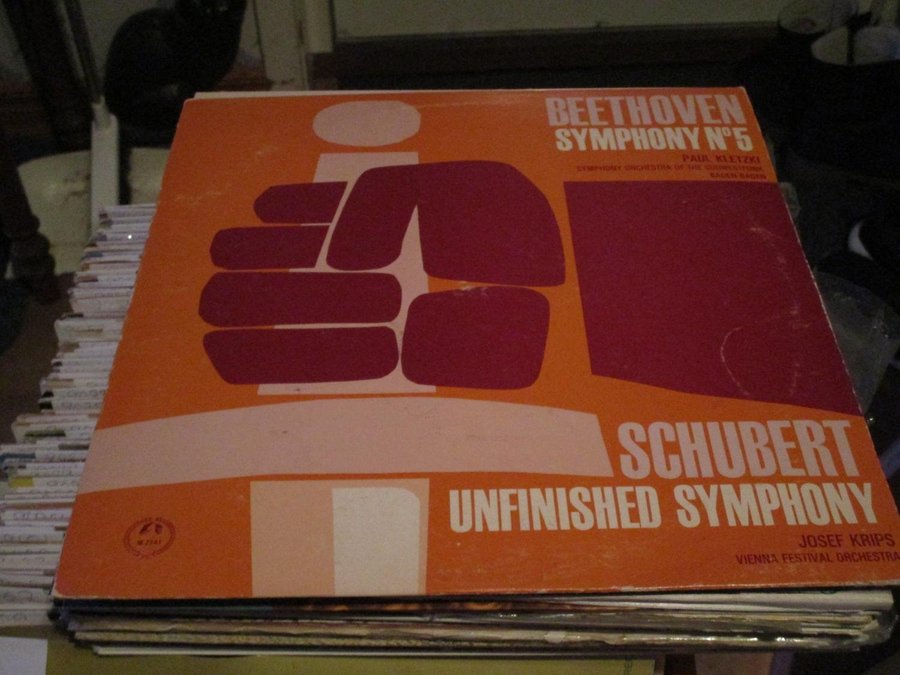 BEETHOVEN
SYMPHONY Nº5
PAUL KLETZKI
SYMPHONY ORCHESTRA OF THE SUDWESTFUNK
BADEN BADEN
SCHUBERT
UNFINISHED SYMPHONY
JOSEF KRIPS
VIENNA FESTIVAL ORCHESTRA